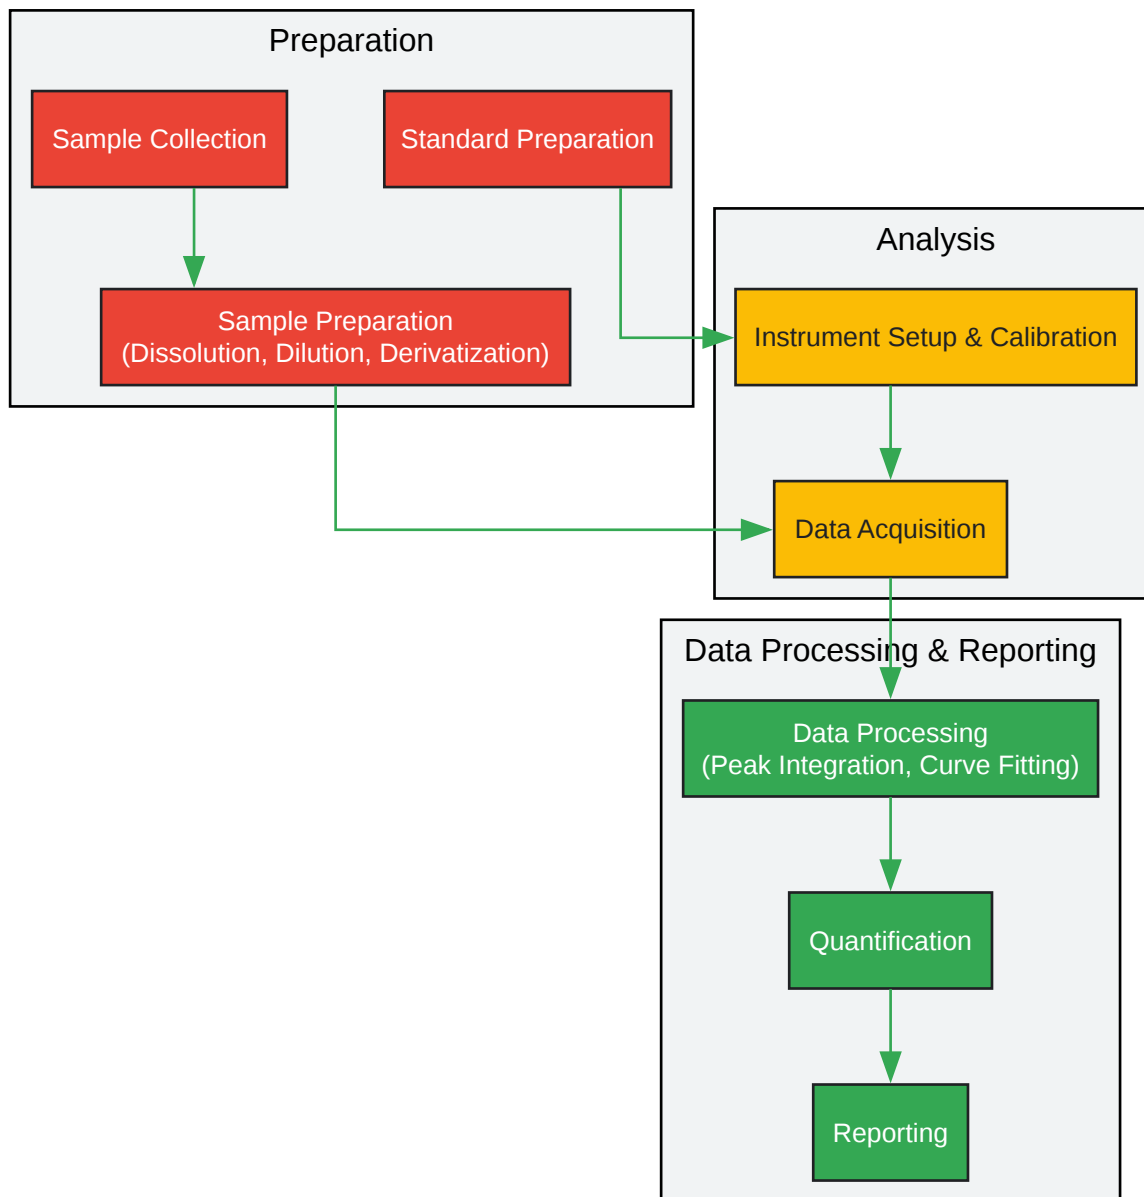 Preparation
Sample Collection
Standard Preparation
Sample Preparation
(Dissolution, Dilution, Derivatization)
Analysis
Instrument Setup & Calibration
Data Acquisition
Data Processing & Reporting
Data Processing
(Peak Integration, Curve Fitting)
Quantification
Reporting